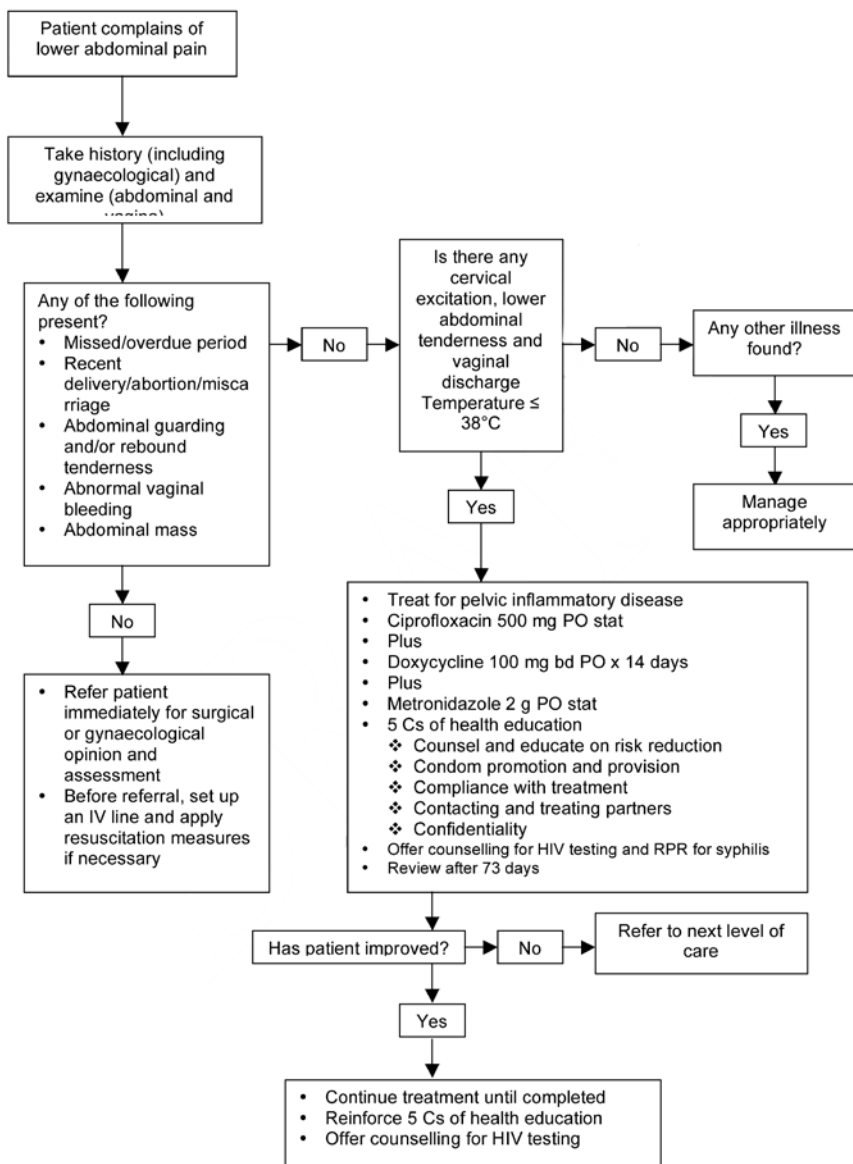 Patient complains of
lower abdominal pain
Take history (including
gynaecological) and
examine (abdominal and
vagina)
Any of the following
present?
• Missed/overdue period
• Recent
delivery/abortion/misca
rriage
• Abdominal guarding
and/or rebound
tenderness
• Abnormal vaginal
bleeding
• Abdominal mass
No
Is there any
cervical
excitation, lower
abdominal
tenderness and
vaginal
discharge
Temperature ≤
38°C
No
Any other illness
found?
Yes
Manage
appropriately
Yes
No
• Refer patient
immediately for surgical
or gynaecological
opinion and
assessment
• Before referral, set up
an IV line and apply
resuscitation measures
if necessary
• Treat for pelvic inflammatory disease
• Ciprofloxacin 500 mg PO stat
• Plus
• Doxycycline 100 mg bd PO x 14 days
• Plus
• Metronidazole 2 g PO stat
• 5 Cs of health education
❖ Counsel and educate on risk reduction
❖ Condom promotion and provision
❖ Compliance with treatment
❖ Contacting and treating partners
❖ Confidentiality
• Offer counselling for HIV testing and RPR for syphilis
• Review after 73 days
Has patient improved?
No
Refer to next level of
care
Yes
• Continue treatment until completed
• Reinforce 5 Cs of health education
• Offer counselling for HIV testing